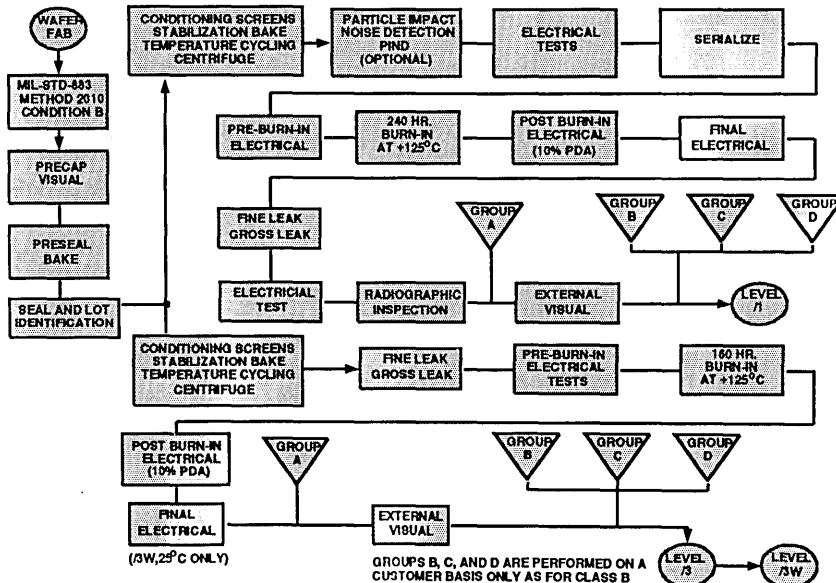 WAFER
FAB
MIL-STD-883
METHOD 2010
CONDITION B
PRECAP
VISUAL
PRESEAL
BAKE
SEAL AND LOT
IDENTIFICATION
CONDITIONING SCREENS
STABILIZATION BAKE
TEMPERATURE CYCLING
CENTRIFUGE
PARTICLE IMPACT
NOISE DETECTION
PIND
(OPTIONAL)
ELECTRICAL
TESTS
SERIALIZE
PRE-BURN-IN
ELECTRICAL
240 HR.
BURN-IN
AT +125°C
POST BURN-IN
ELECTRICAL
(10% PDA)
FINAL
ELECTRICAL
FINE LEAK
GROSS LEAK
GROUP
A
GROUP
B
GROUP
C
GROUP
D
ELECTRICIAL
TEST
RADIOGRAPHIC
INSPECTION
EXTERNAL
VISUAL
LEVEL
/1
CONDITIONING SCREENS
STABILIZATION BAKE
TEMPERATURE CYCLING
CENTRIFUGE
FINE LEAK
GROSS LEAK
PRE-BURN-IN
ELECTRICAL
TESTS
160 HR.
BURN-IN
AT +125°C
POST BURN-IN
ELECTRICAL
(10% PDA)
GROUP
A
GROUP
B
GROUP
C
GROUP
D
FINAL
ELECTRICAL
(/3W,25°C ONLY)
EXTERNAL
VISUAL
GROUPS B, C, AND D ARE PERFORMED ON A
CUSTOMER BASIS ONLY AS FOR CLASS B
LEVEL
/3
LEVEL
/3W